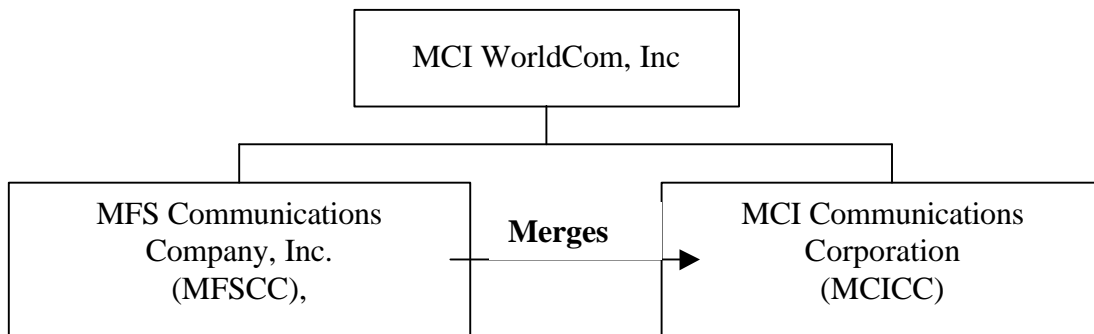 MCI WorldCom, Inc
MFS Communications
Company, Inc.
(MFSCC),
Merges
MCI Communications
Corporation
(MCICC)